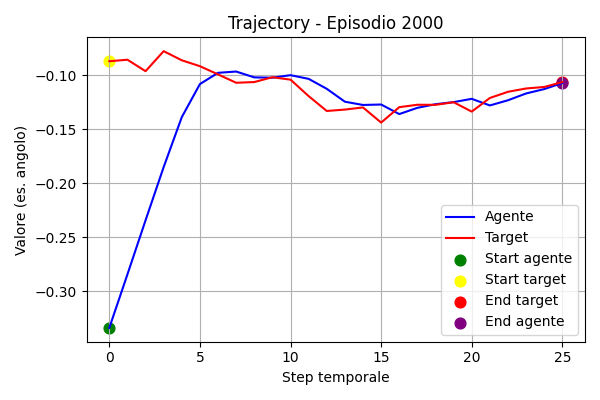 Trajectory - Episodio 2000
Valore (es. angolo)
−0.10
−0.15
−0.20
−0.25
−0.30
0
5
10
15
20
25
Step temporale
Agente
Target
Start agente
Start target
End target
End agente